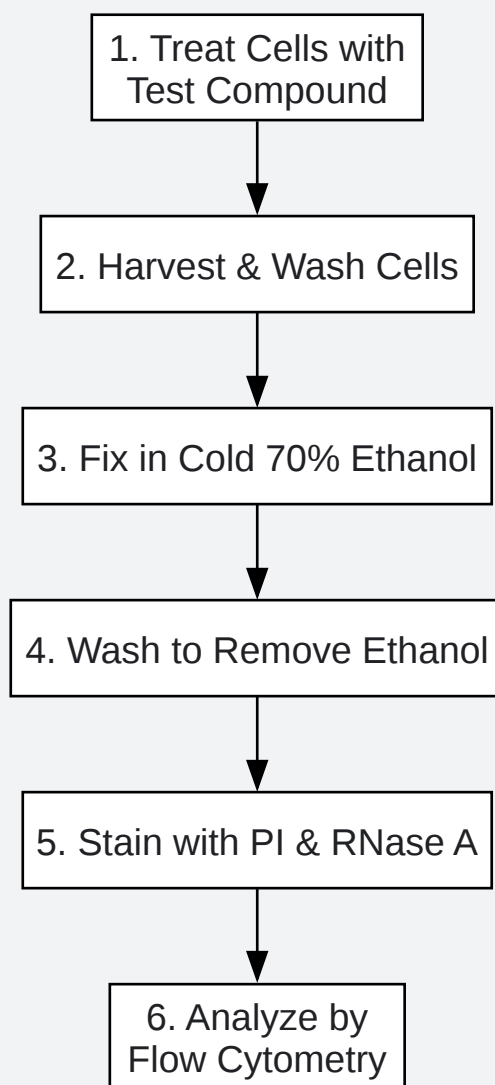 1. Treat Cells with
Test Compound
2. Harvest & Wash Cells
3. Fix in Cold 70% Ethanol
4. Wash to Remove Ethanol
5. Stain with PI & RNase A
6. Analyze by
Flow Cytometry